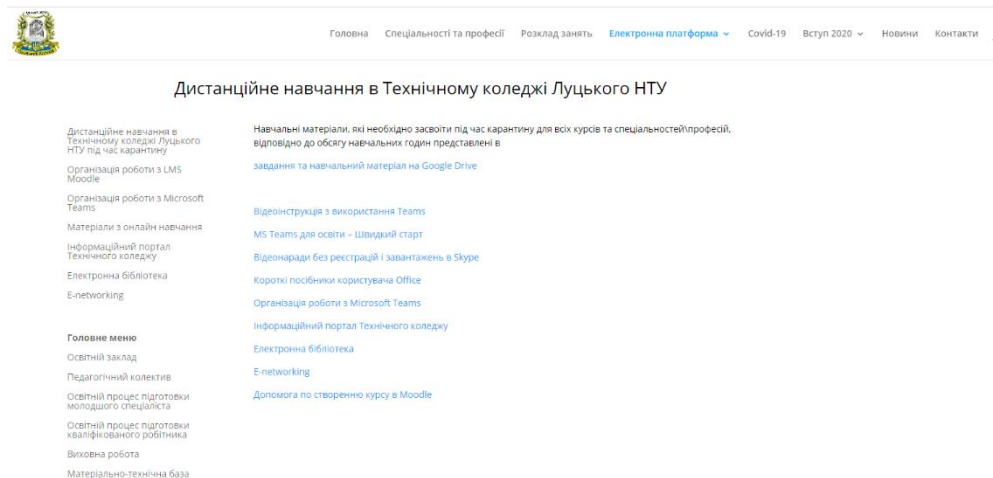 Головна Спеціальності та професії Розклад занять Електронна платформа Covid-19 Вступ 2020 Новини Контакти
Дистанційне навчання в Технічному коледжі Луцького НТУ
Дистанційне навчання в
Технічному коледжі Луцького
НТУ під час карантину
Організація роботи з LMS
Moodle
Організація роботи з Microsoft
Teams
Матеріали з онлайн навчання
Інформаційний портал
Технічного коледжу
Електронна бібліотека
E-networking
Головне меню
Освітній заклад
Педагогічний колектив
Освітній процес підготовки
молодшого спеціаліста
Освітній процес підготовки
кваліфікованого робітника
Виховна робота
Матеріально-технічна база
Навчальні матеріали, які необхідно засвоїти під час карантину для всіх курсів та спеціальностей\професій,
відповідно до обсягу навчальних годин представлені в
завдання та навчальний матеріал на Google Drive
Відеоінструкція з використання Teams
MS Teams для освіти – Швидкий старт
Відеонаради без реєстрацій і завантажень в Skype
Короткі посібники користувача Office
Організація роботи з Microsoft Teams
Інформаційний портал Технічного коледжу
Електронна бібліотека
E-networking
Допомога по створенню курсу в Moodle